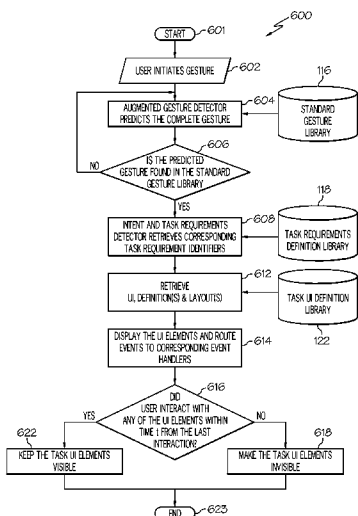 600
START
601
USER INITIATES GESTURE
602
116
AUGMENTED GESTURE DETECTOR
PREDICTS THE COMPLETE GESTURE
604
STANDARD
GESTURE
LIBRARY
606
NO
IS THE PREDICTED
GESTURE FOUND IN THE STANDARD
GESTURE LIBRARY
YES
118
INTENT AND TASK REQUIREMENTS
DETECTOR RETRIEVES CORRESPONDING
TASK REQUIREMENT IDENTIFIERS
608
TASK REQUIREMENTS
DEFINITION LIBRARY
RETRIEVE
UI, DEFINITION(S) & LAYOUT(S)
612
TASK UI DEFINITION
LIBRARY
122
DISPLAY THE UI ELEMENTS AND ROUTE
EVENTS TO CORRESPONDING EVENT
HANDLERS
614
616
DID
USER INTERACT WITH
ANY OF THE UI ELEMENTS WITHIN
TIME t FROM THE LAST
INTERACTION?
YES
NO
622
KEEP THE TASK UI ELEMENTS
VISIBLE
618
MAKE THE TASK UI ELEMENTS
INVISIBLE
END
623